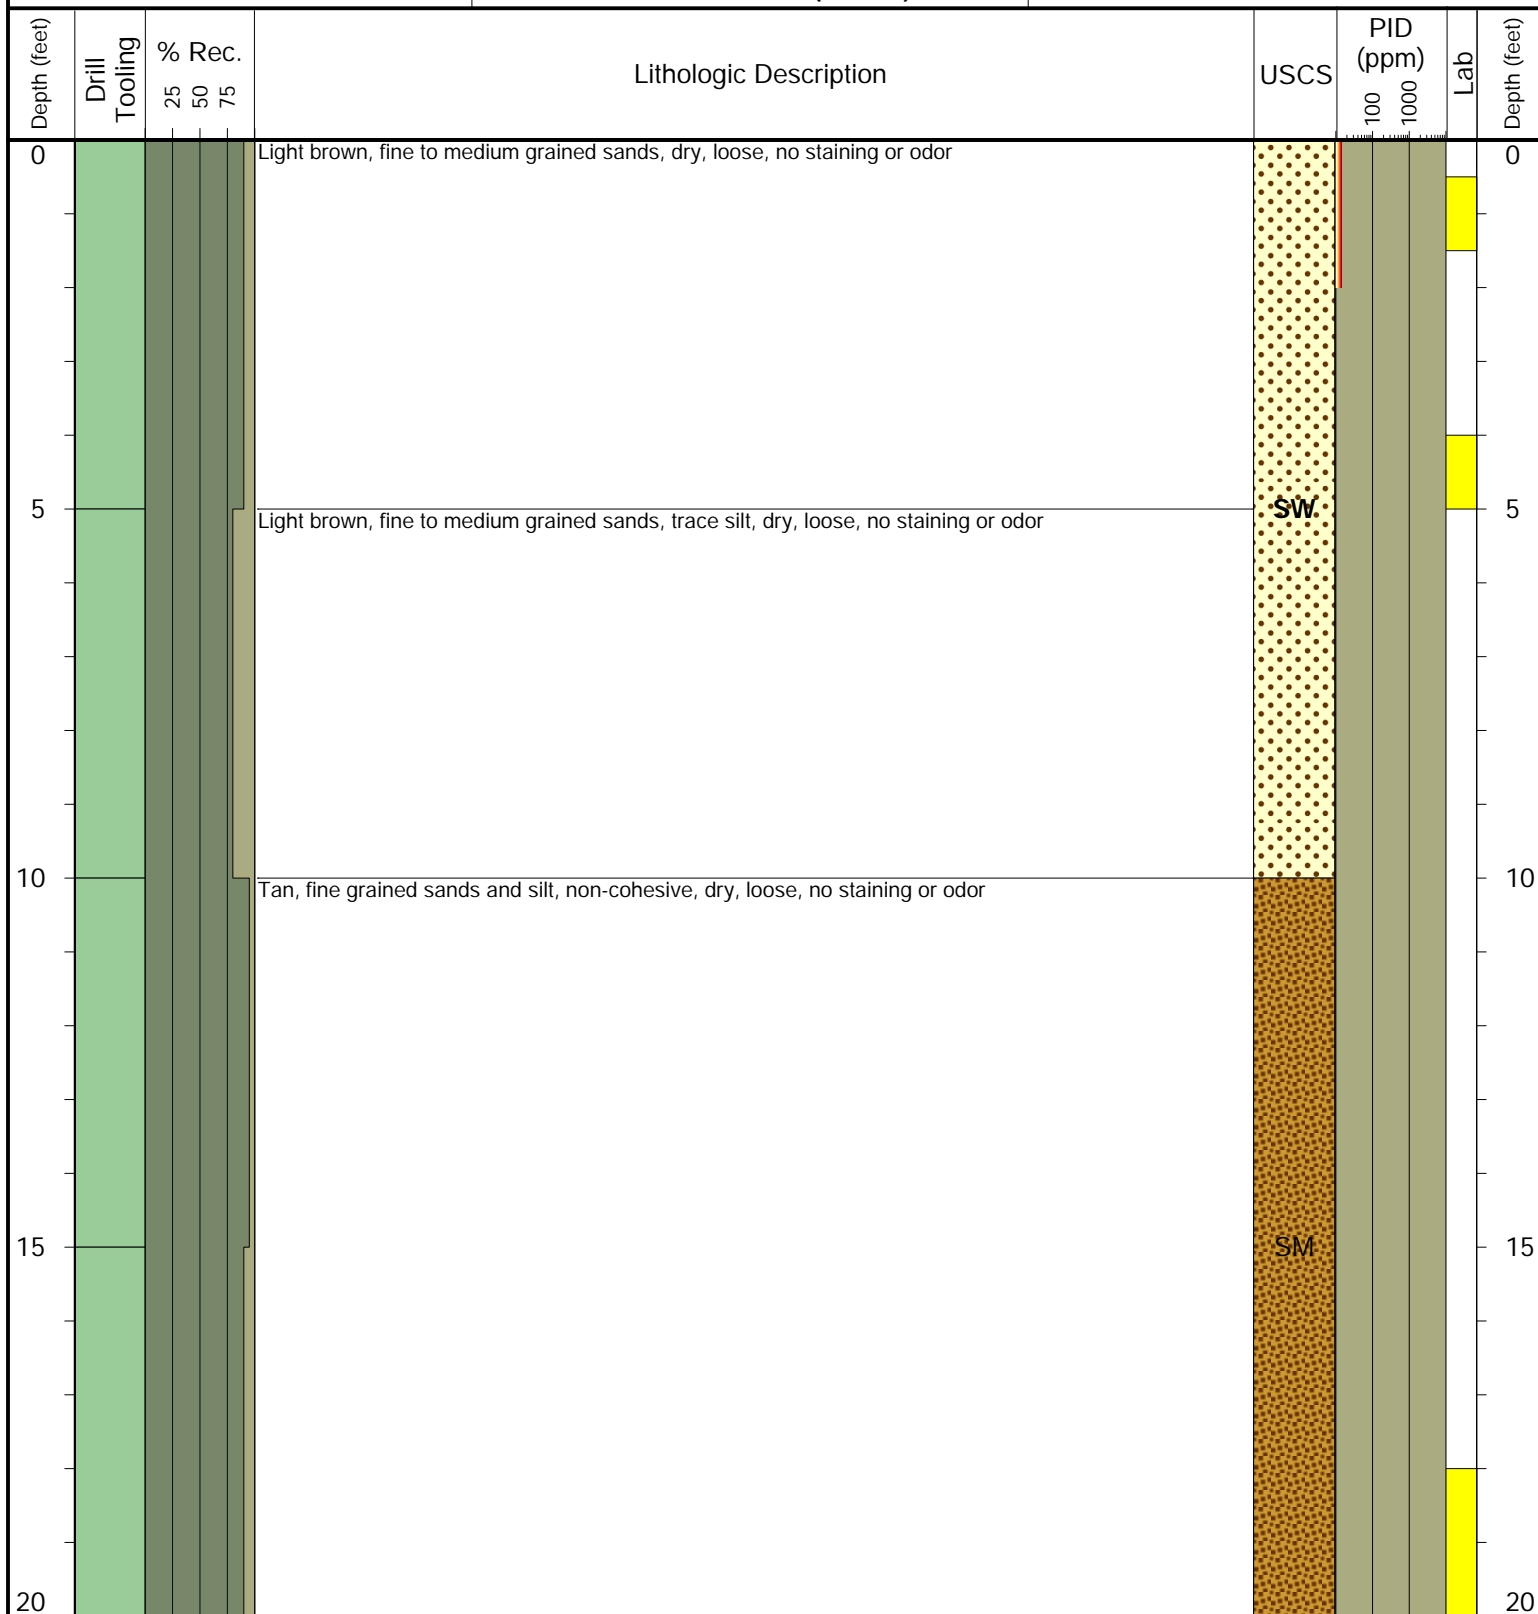 Depth (feet)
Drill Tooling
% Rec.
25 50 75
Lithologic Description
USCS
PID
(ppm)
100 1000
Lab
Depth (feet)
0 Light brown, fine to medium grained sands, dry, loose, no staining or odor 0
5 SW 5
Light brown, fine to medium grained sands, trace silt, dry, loose, no staining or odor
10 10
Tan, fine grained sands and silt, non-cohesive, dry, loose, no staining or odor
15 SM 15
20 20